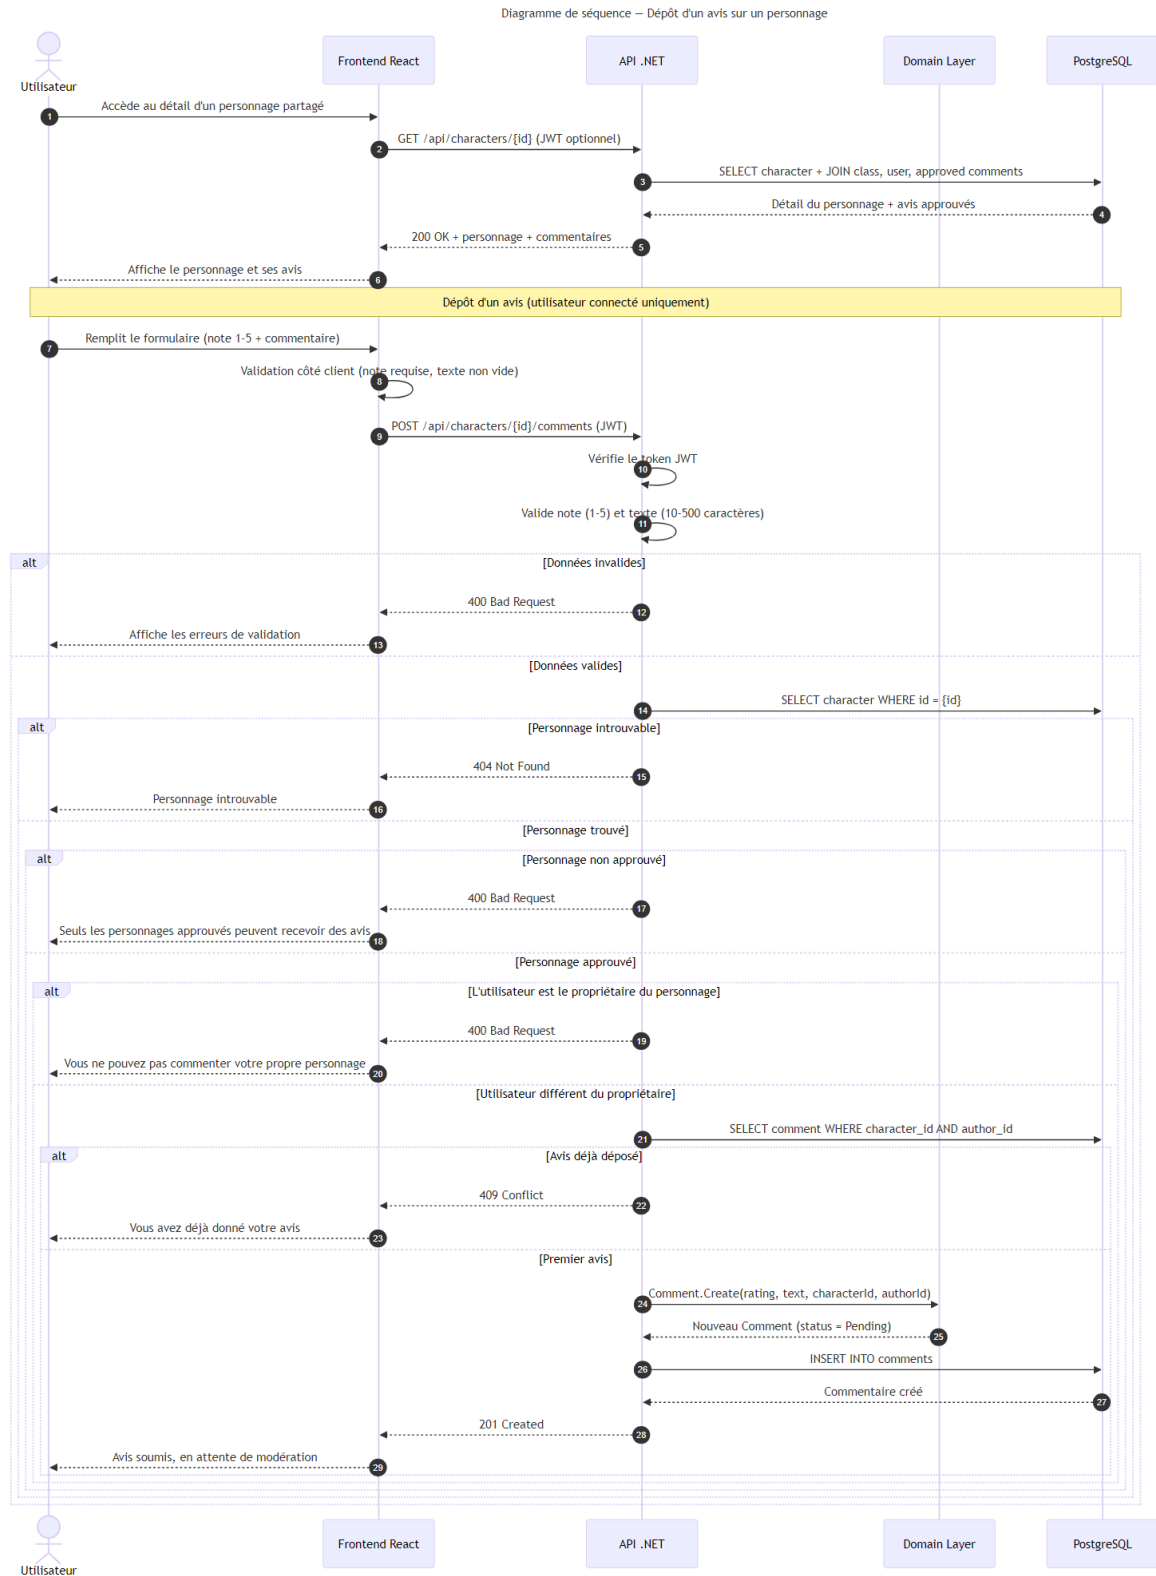 Diagramme de séquence — Dépôt d'un avis sur un personnage
Utilisateur
Frontend React
API .NET
Domain Layer
PostgreSQL
1
Accède au détail d'un personnage partagé
2
GET /api/characters/{id} (JWT optionnel)
3
SELECT character + JOIN class, user, approved comments
Détail du personnage + avis approuvés
4
200 OK + personnage + commentaires
5
Affiche le personnage et ses avis
6
Dépôt d'un avis (utilisateur connecté uniquement)
7
Remplit le formulaire (note 1-5 + commentaire)
Validation côté client (note requise, texte non vide)
8
9
POST /api/characters/{id}/comments (JWT)
Vérifie le token JWT
10
Valide note (1-5) et texte (10-500 caractères)
11
alt
[Données invalides]
400 Bad Request
12
Affiche les erreurs de validation
13
[Données valides]
14
SELECT character WHERE id = {id}
alt
[Personnage introuvable]
404 Not Found
15
Personnage introuvable
16
[Personnage trouvé]
alt
[Personnage non approuvé]
400 Bad Request
17
Seuls les personnages approuvés peuvent recevoir des avis
18
[Personnage approuvé]
alt
[L'utilisateur est le propriétaire du personnage]
400 Bad Request
19
Vous ne pouvez pas commenter votre propre personnage
20
[Utilisateur différent du propriétaire]
21
SELECT comment WHERE character_id AND author_id
alt
[Avis déjà déposé]
409 Conflict
22
Vous avez déjà donné votre avis
23
[Premier avis]
24
Comment.Create(rating, text, characterId, authorId)
Nouveau Comment (status = Pending)
25
26
INSERT INTO comments
Commentaire créé
27
201 Created
28
Avis soumis, en attente de modération
29
Utilisateur
Frontend React
API .NET
Domain Layer
PostgreSQL